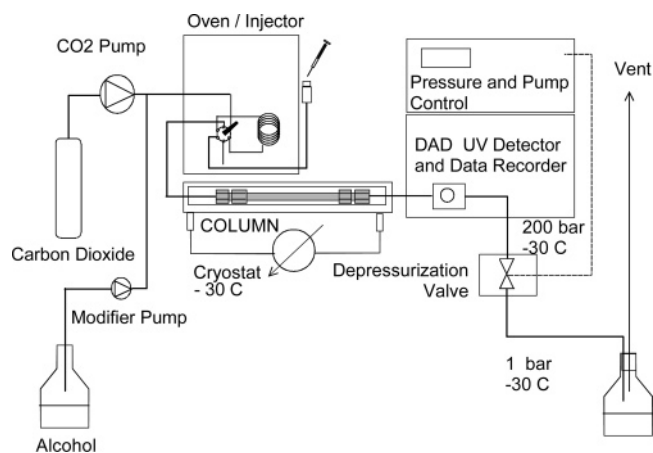 Oven / Injector
CO2 Pump
Pressure and Pump
Control
Vent
DAD UV Detector
and Data Recorder
COLUMN
200 bar
-30 C
Carbon Dioxide
Cryostat
- 30 C
Depressurization
Valve
Modifier Pump
1 bar
-30 C
Alcohol